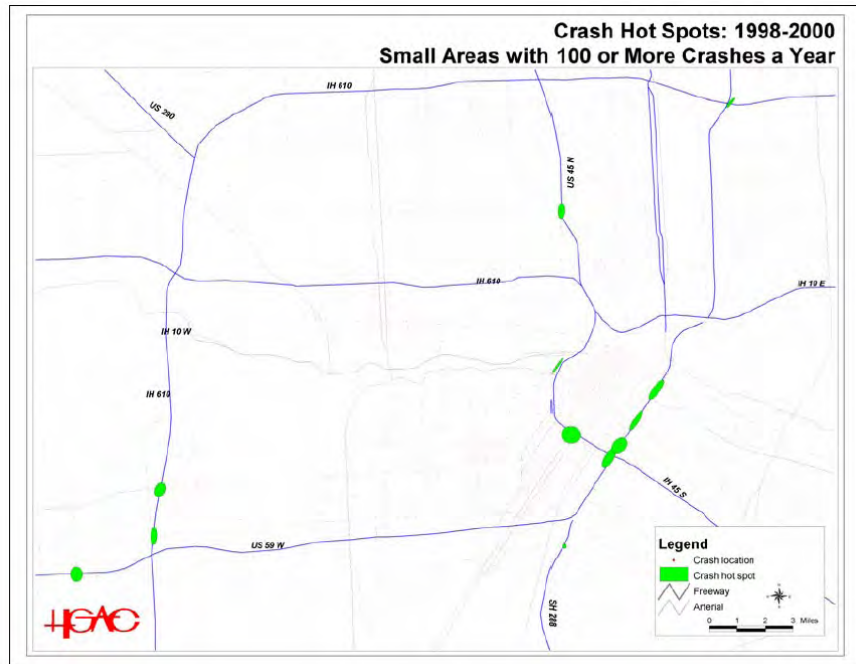 Crash Hot Spots: 1998-2000
Small Areas with 100 or More Crashes a Year
IH 610
US 290
US 45 N
IH 610
IH 10 E
IH 10 W
IH 610
IH 45 S
US 59 W
SH 288
Legend
Crash location
Crash hot spot
Freeway
Arterial
0 1 2 3 Miles
HGAC